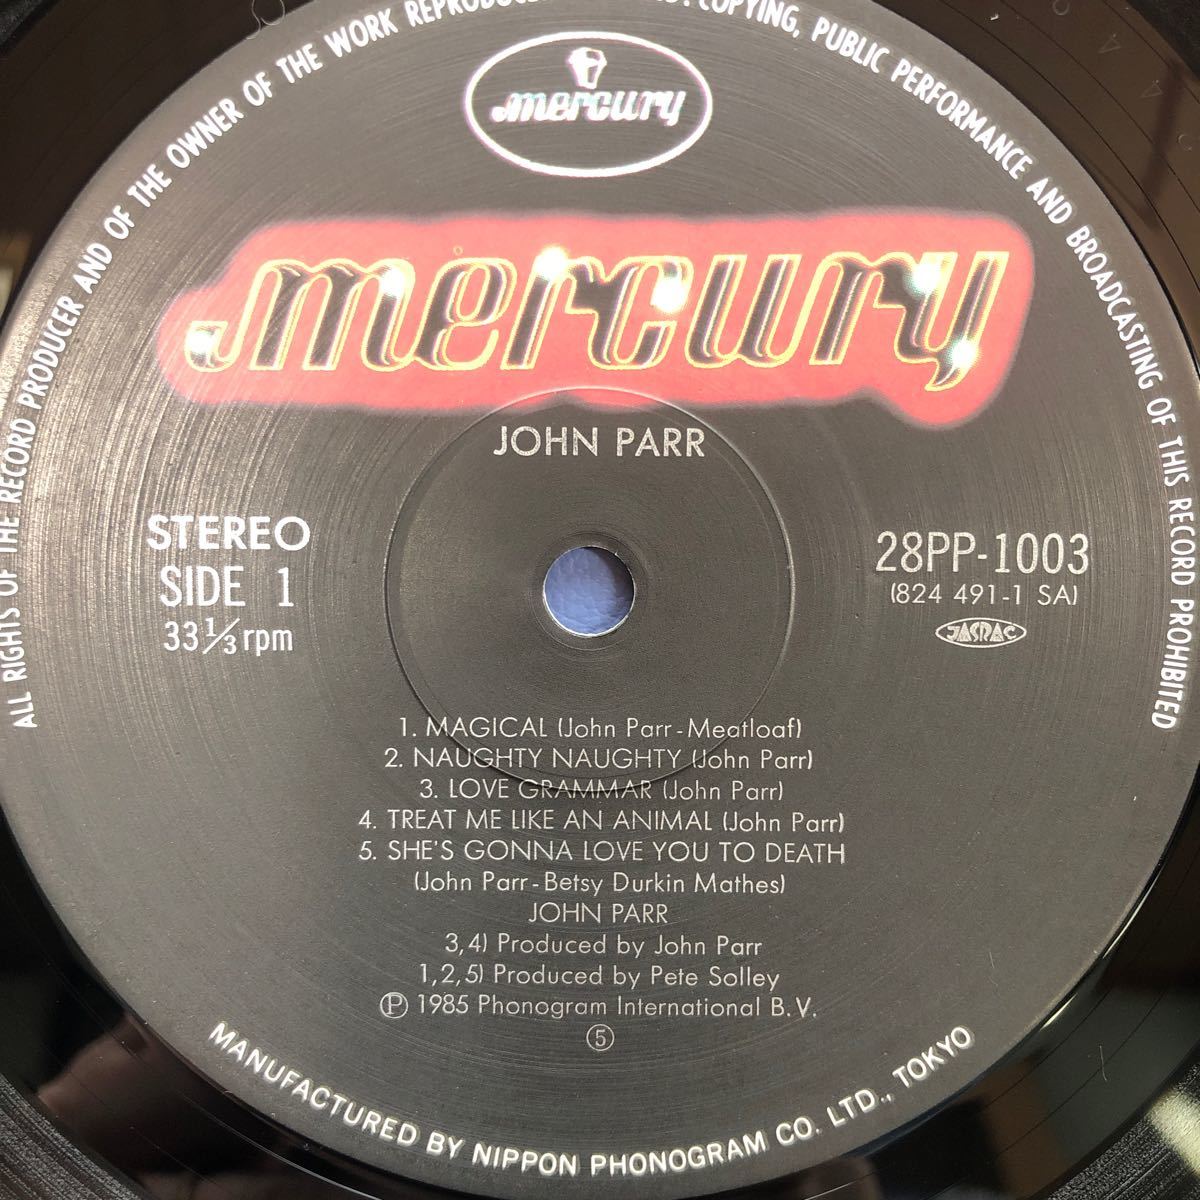 ALL RIGHTS OF THE RECORD PRODUCER AND OF THE OWNER OF THE WORK COPYING, PUBLIC PERFORMANCE AND BROADCASTING OF THIS RECORD PROHIBITED
mercury
mercury
JOHN PARR
STEREO
SIDE 1
33 1/3 rpm
28PP-1003
(824 491-1 SA)
JASRAC
1. MAGICAL (John Parr-Meatloaf)
2. NAUGHTY NAUGHTY (John Parr)
3. LOVE GRAMMAR (John Parr)
4. TREAT ME LIKE AN ANIMAL (John Parr)
5. SHE'S GONNA LOVE YOU TO DEATH
(John Parr-Betsy Durkin Mathes)
JOHN PARR
3,4) Produced by John Parr
1,2,5) Produced by Pete Solley
Ⓟ 1985 Phonogram International B.V.
⑤
MANUFACTURED BY NIPPON PHONOGRAM CO. LTD., TOKYO